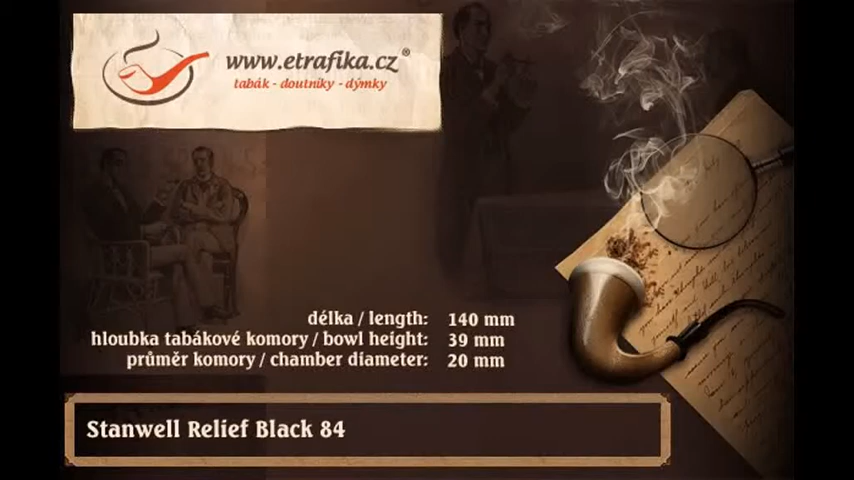 www.etrafika.cz®
tabák - doutníky - dýmky
délka / length: 140 mm
hloubka tabákové komory / bowl height: 39 mm
průměr komory / chamber diameter: 20 mm
Stanwell Relief Black 84